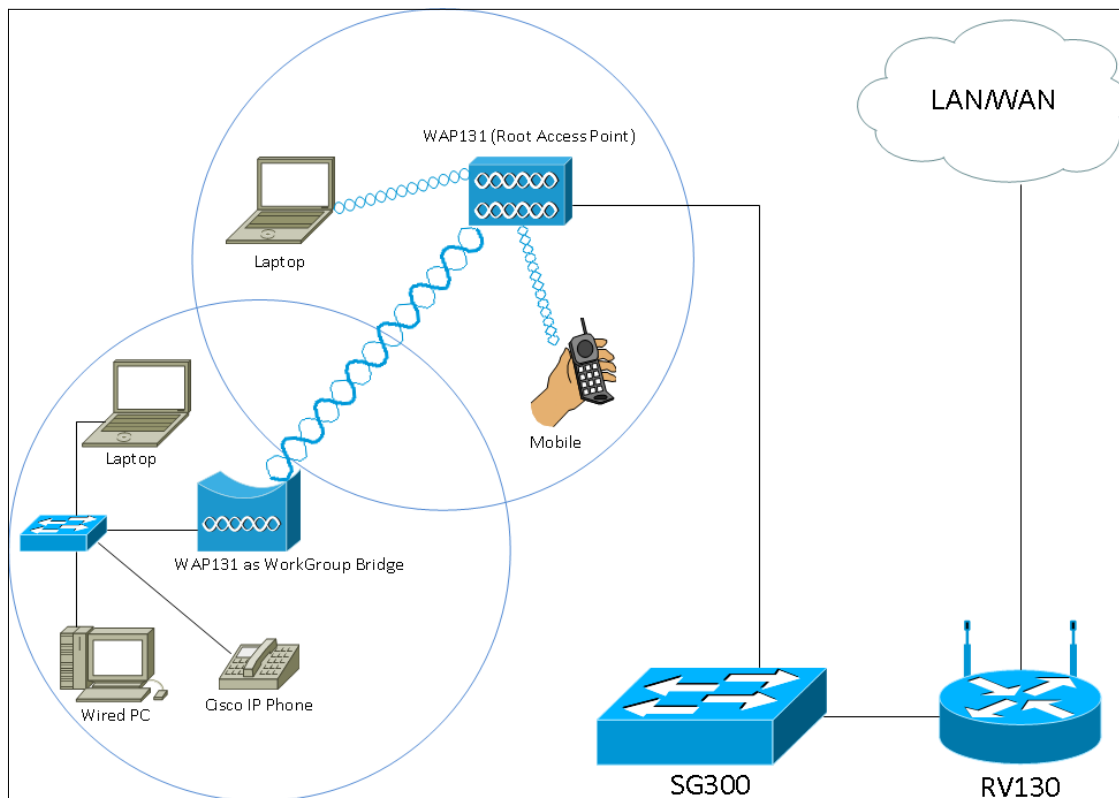 LAN/WAN
WAP131 (Root Access Point)
Laptop
Mobile
Laptop
WAP131 as WorkGroup Bridge
Wired PC
Cisco IP Phone
SG300
RV130